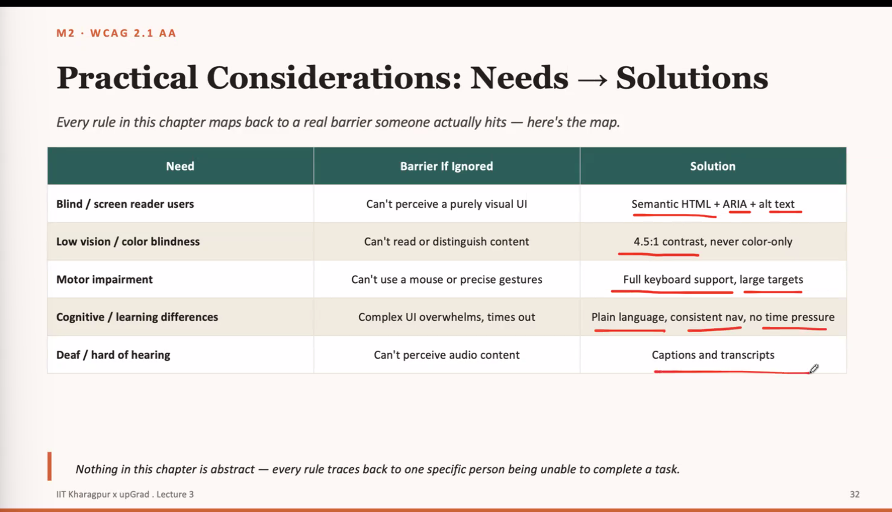 M2 · WCAG 2.1 AA
Practical Considerations: Needs → Solutions
Every rule in this chapter maps back to a real barrier someone actually hits — here's the map.
Need Barrier If Ignored Solution
Blind / screen reader users Can't perceive a purely visual UI Semantic HTML + ARIA + alt text
Low vision / color blindness Can't read or distinguish content 4.5:1 contrast, never color-only
Motor impairment Can't use a mouse or precise gestures Full keyboard support, large targets
Cognitive / learning differences Complex UI overwhelms, times out Plain language, consistent nav, no time pressure
Deaf / hard of hearing Can't perceive audio content Captions and transcripts
Nothing in this chapter is abstract — every rule traces back to one specific person being unable to complete a task.
IIT Kharagpur x upGrad . Lecture 3 32